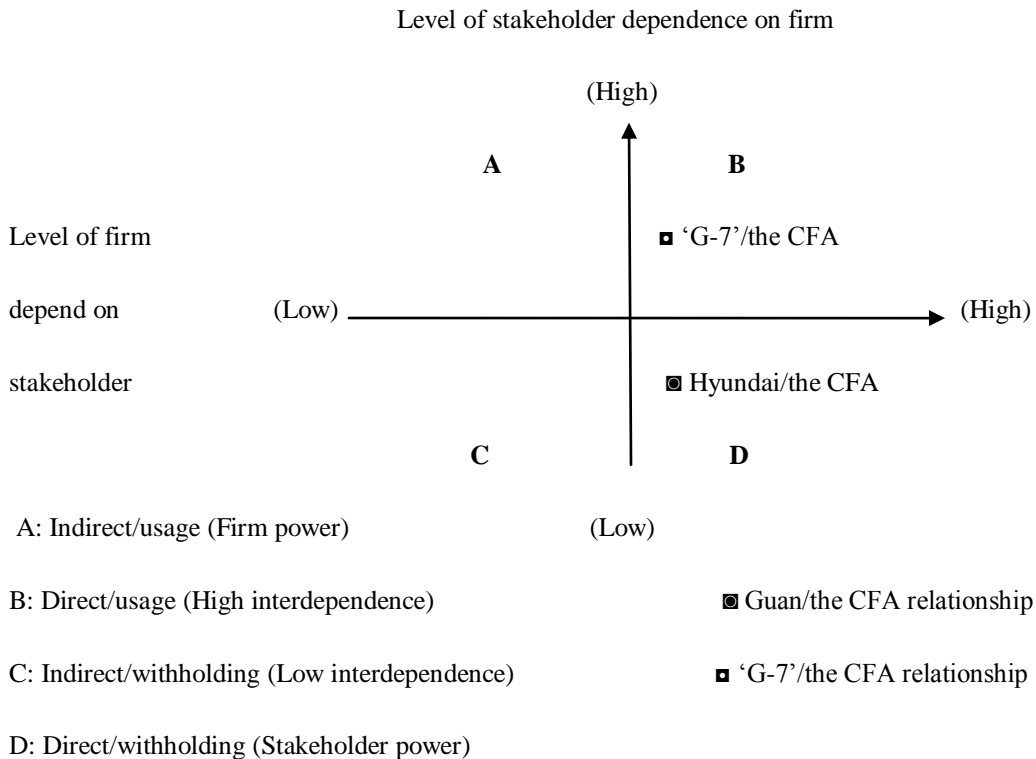 Level of stakeholder dependence on firm
(High)
A
B
Level of firm
‘G-7’/the CFA
depend on
(Low)
(High)
stakeholder
Hyundai/the CFA
C
D
A: Indirect/usage (Firm power)
(Low)
B: Direct/usage (High interdependence)
Guan/the CFA relationship
C: Indirect/withholding (Low interdependence)
‘G-7’/the CFA relationship
D: Direct/withholding (Stakeholder power)